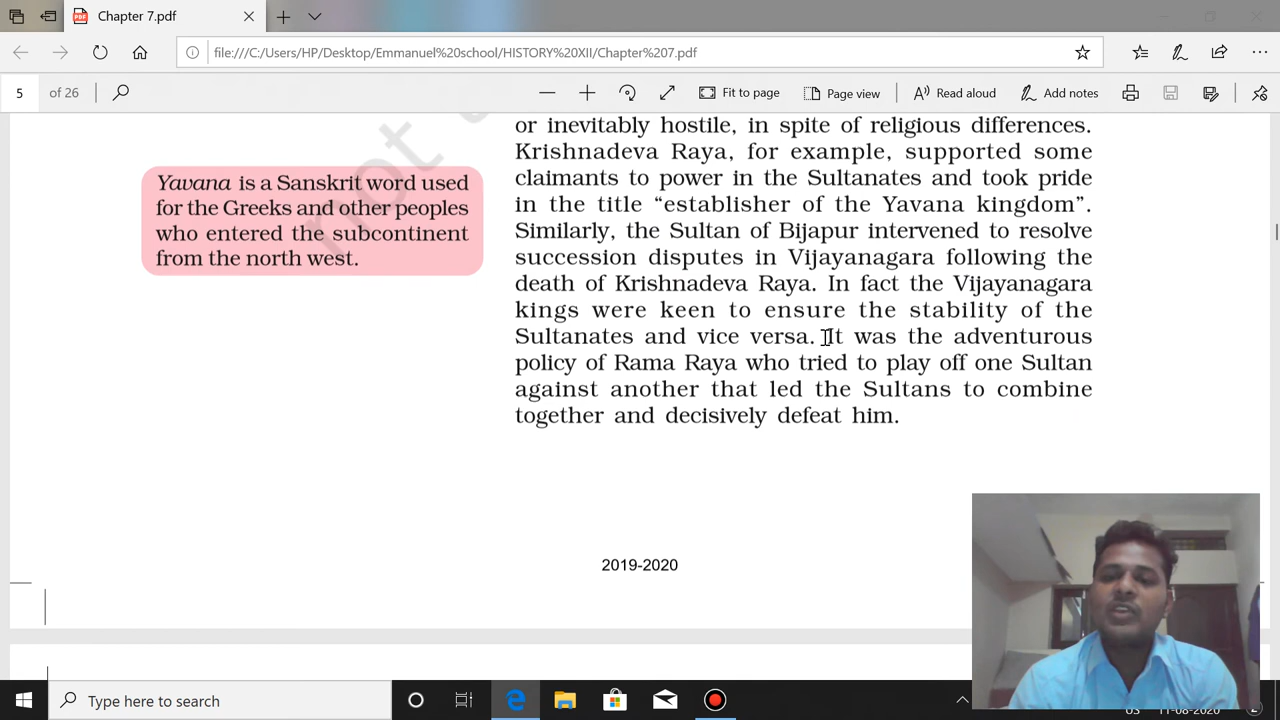 Chapter 7.pdf
file:///C:/Users/HP/Desktop/Emmanuel%20school/HISTORY%20XII/Chapter%207.pdf
5 of 26
Fit to page
Page view
Read aloud
Add notes
not
Yavana is a Sanskrit word used
for the Greeks and other peoples
who entered the subcontinent
from the north west.
or inevitably hostile, in spite of religious differences.
Krishnadeva Raya, for example, supported some
claimants to power in the Sultanates and took pride
in the title “establisher of the Yavana kingdom”.
Similarly, the Sultan of Bijapur intervened to resolve
succession disputes in Vijayanagara following the
death of Krishnadeva Raya. In fact the Vijayanagara
kings were keen to ensure the stability of the
Sultanates and vice versa. It was the adventurous
policy of Rama Raya who tried to play off one Sultan
against another that led the Sultans to combine
together and decisively defeat him.
2019-2020
Type here to search
US
11-08-2020
2